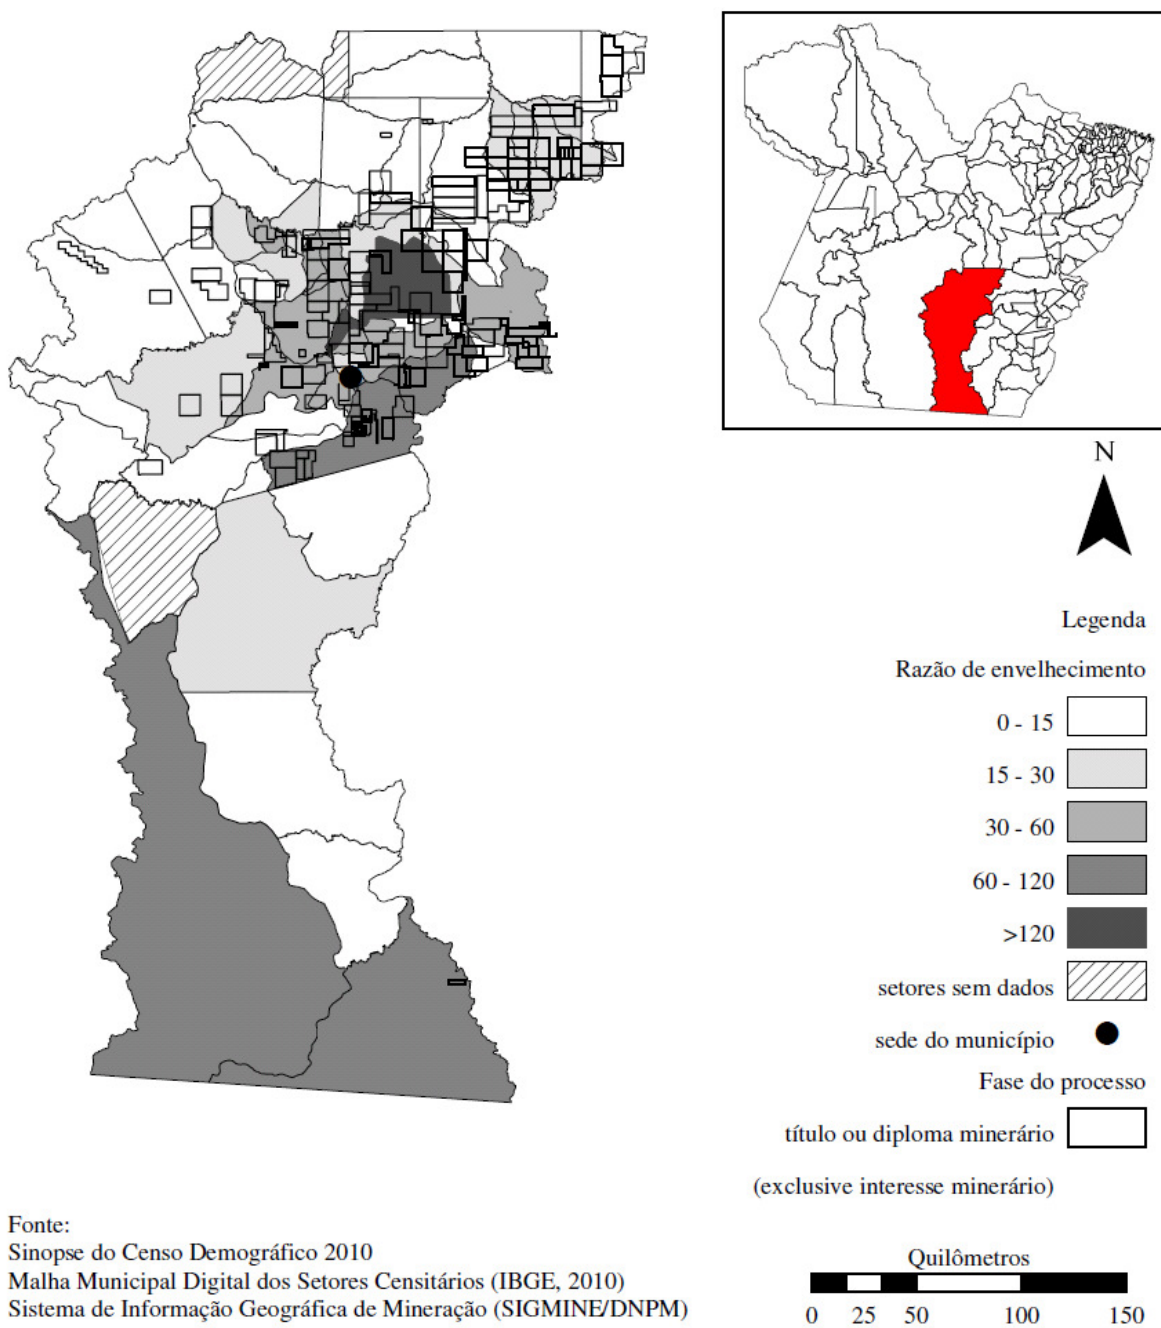 N
Legenda
Razão de envelhecimento
0 - 15
15 - 30
30 - 60
60 - 120
>120
setores sem dados
sede do município
Fase do processo
título ou diploma minerário
(exclusive interesse minerário)
Fonte:
Sinopse do Censo Demográfico 2010
Malha Municipal Digital dos Setores Censitários (IBGE, 2010)
Sistema de Informação Geográfica de Mineração (SIGMINE/DNPM)
Quilômetros
0 25 50 100 150